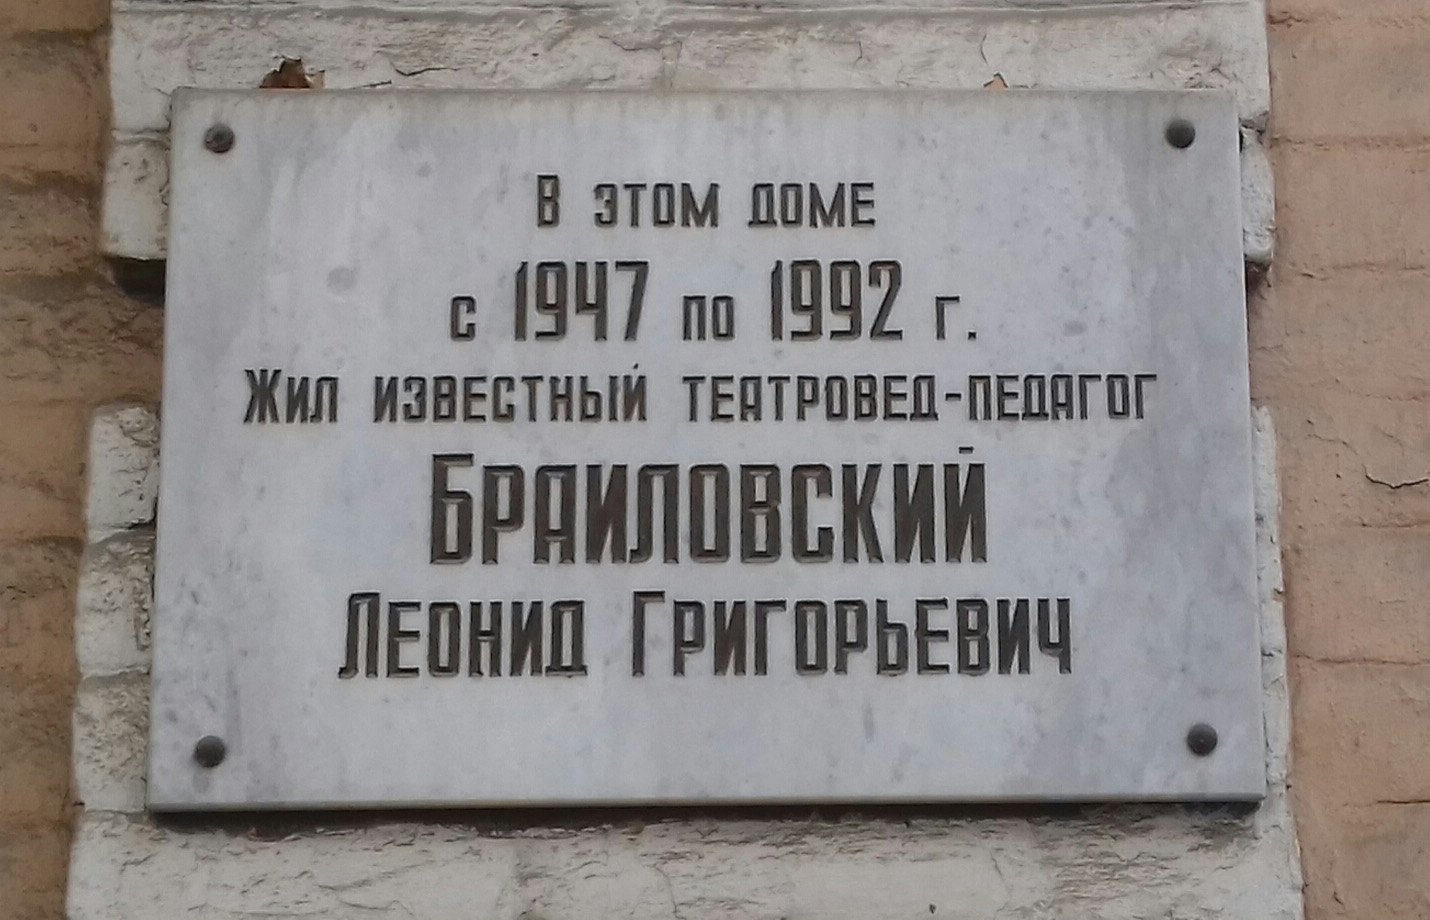 В этом доме
с 1947 по 1992 г.
Жил известный театровед-педагог
Браиловский
Леонид Григорьевич